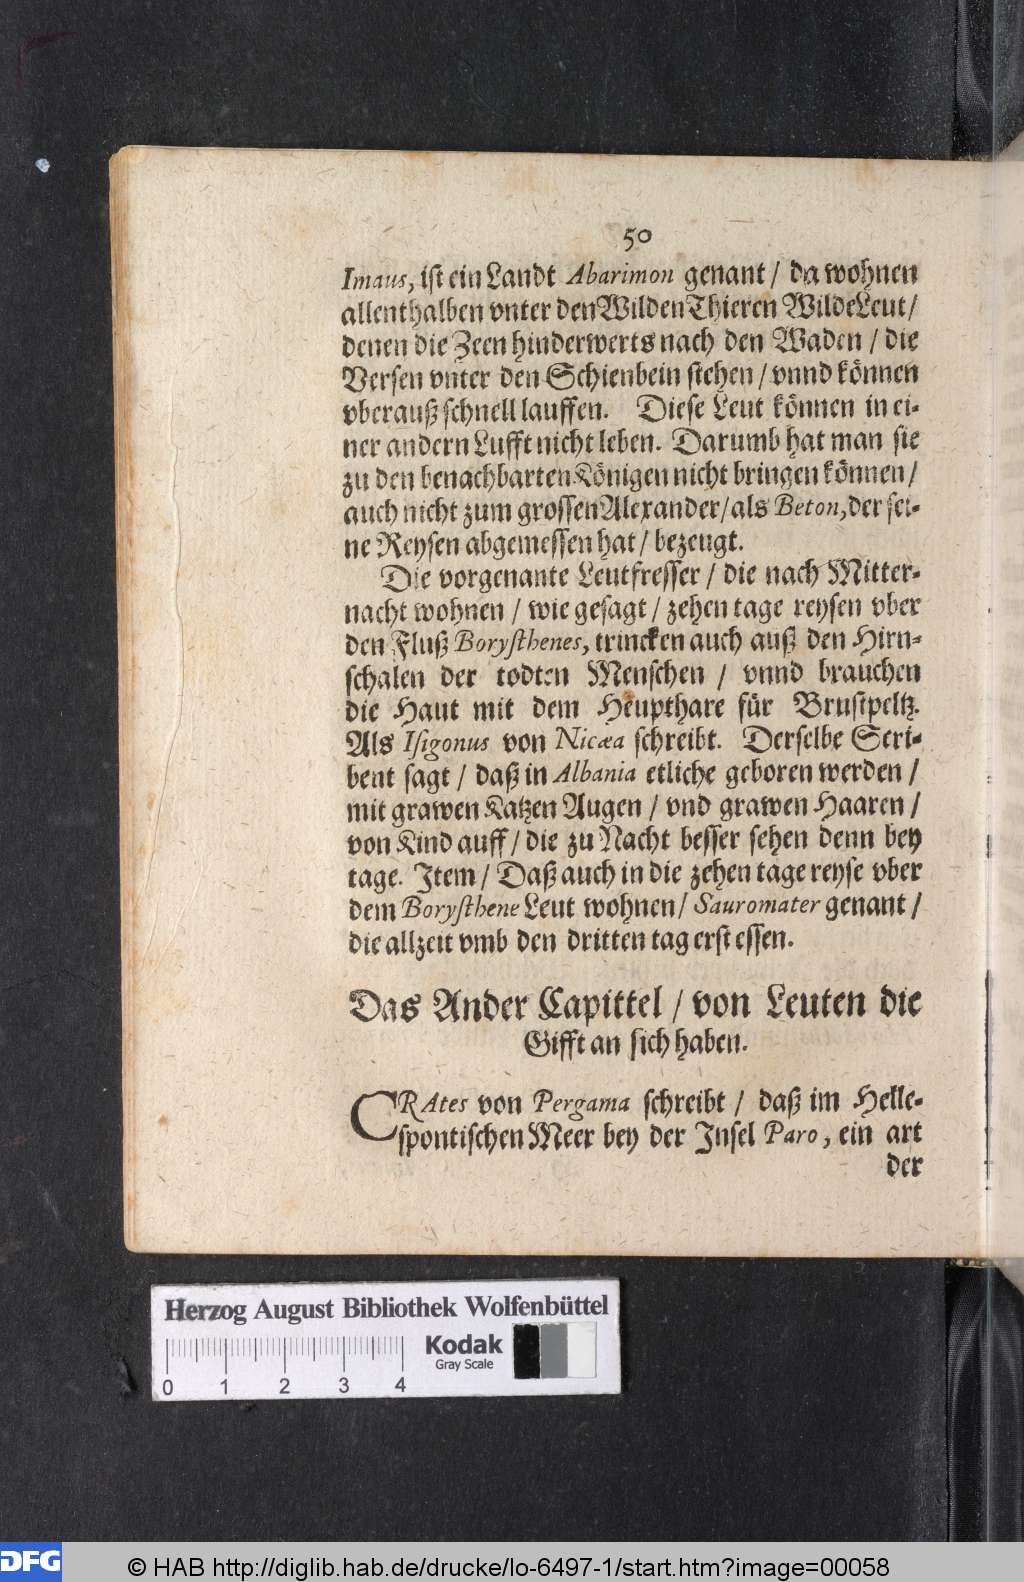 50
Imaus, ist ein Landt Abarimon genant / da wohnen
allenthalben vnter den Wilden Thieren Wilde Leut /
denen die Zeen hinderwerts nach den Waden / die
Versen vnter den Schienbein stehen / vnnd können
vberauß schnell lauffen. Diese Leut können in ei-
ner andern Lufft nicht leben. Darumb hat man sie
zu den benachbarten Königen nicht bringen können /
auch nicht zum grossen Alexander / als Beton, der sei-
ne Reysen abgemessen hat / bezeugt.
Die vorgenante Leutfresser / die nach Mitter-
nacht wohnen / wie gesagt / zehen tage reysen vber
den Fluß Borysthenes, trincken auch auß den Hirn-
schalen der todten Menschen / vnnd brauchen
die Haut mit dem Heupthare für Brustpeltz.
Als Isigonus von Nicæa schreibt. Derselbe Scri-
bent sagt / daß in Albania etliche geboren werden /
mit grawen Katzen Augen / vnd grawen Haaren /
von Kind auff / die zu Nacht besser sehen denn bey
tage. Item / Daß auch in die zehen tage reyse vber
dem Borysthene Leut wohnen / Sauromater genant /
die allzeit vmb den dritten tag erst essen.
Das Ander Capittel / von Leuten die
Gifft an sich haben.
CRAtes von Pergama schreibt / daß im Helle-
spontischen Meer bey der Insel Paro, ein art
der
Herzog August Bibliothek Wolfenbüttel
Kodak
Gray Scale
0 1 2 3 4
DFG © HAB http://diglib.hab.de/drucke/lo-6497-1/start.htm?image=00058